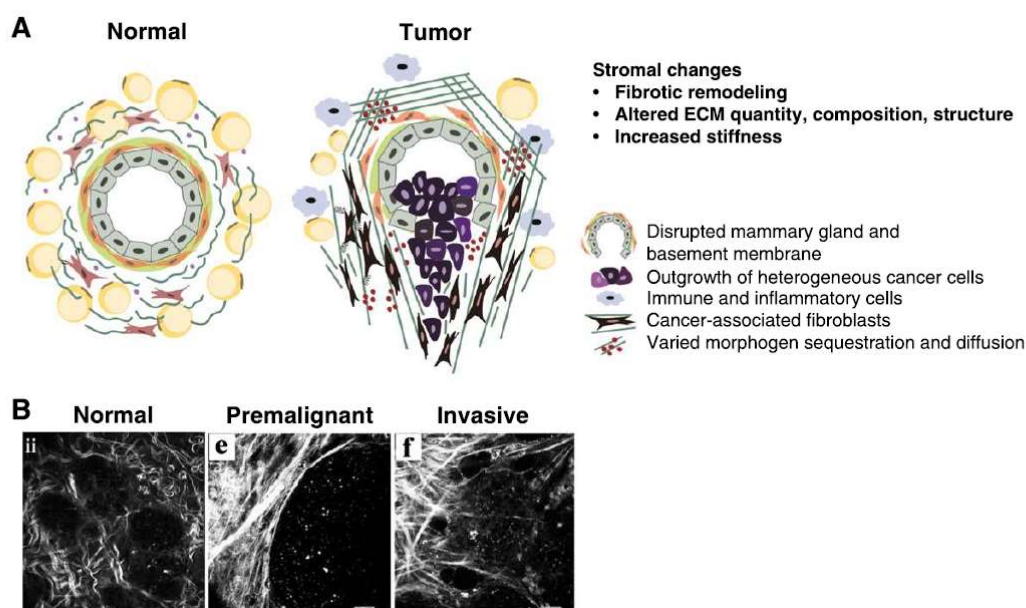 A
Normal
Tumor
Stromal changes
• Fibrotic remodeling
• Altered ECM quantity, composition, structure
• Increased stiffness
Disrupted mammary gland and
basement membrane
Outgrowth of heterogeneous cancer cells
Immune and inflammatory cells
Cancer-associated fibroblasts
Varied morphogen sequestration and diffusion
B
Normal
Premalignant
Invasive
ii
e
f